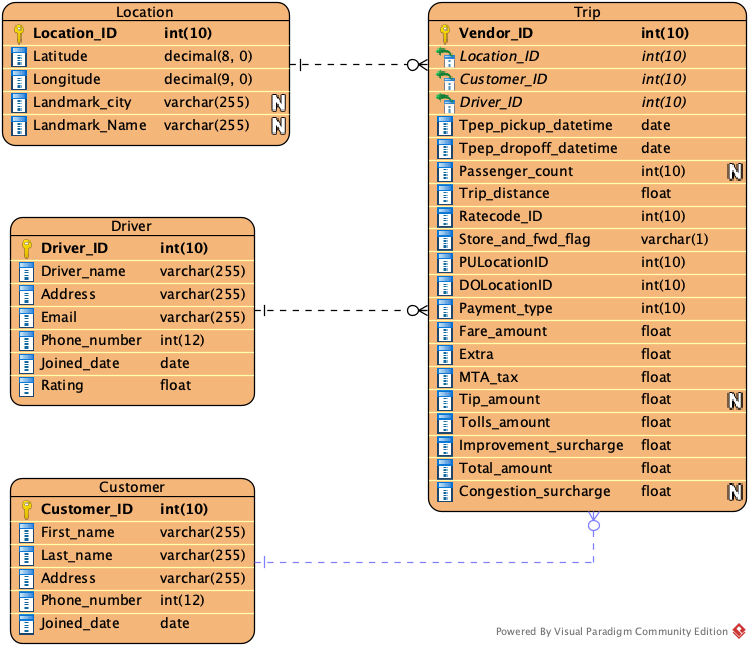 Location
Location_ID int(10)
Latitude decimal(8, 0)
Longitude decimal(9, 0)
Landmark_city varchar(255) N
Landmark_Name varchar(255) N
Driver
Driver_ID int(10)
Driver_name varchar(255)
Address varchar(255)
Email varchar(255)
Phone_number int(12)
Joined_date date
Rating float
Customer
Customer_ID int(10)
First_name varchar(255)
Last_name varchar(255)
Address varchar(255)
Phone_number int(12)
Joined_date date
Trip
Vendor_ID int(10)
Location_ID int(10)
Customer_ID int(10)
Driver_ID int(10)
Tpep_pickup_datetime date
Tpep_dropoff_datetime date
Passenger_count int(10) N
Trip_distance float
Ratecode_ID int(10)
Store_and_fwd_flag varchar(1)
PULocationID int(10)
DOLocationID int(10)
Payment_type int(10)
Fare_amount float
Extra float
MTA_tax float
Tip_amount float N
Tolls_amount float
Improvement_surcharge float
Total_amount float
Congestion_surcharge float N
Powered By Visual Paradigm Community Edition